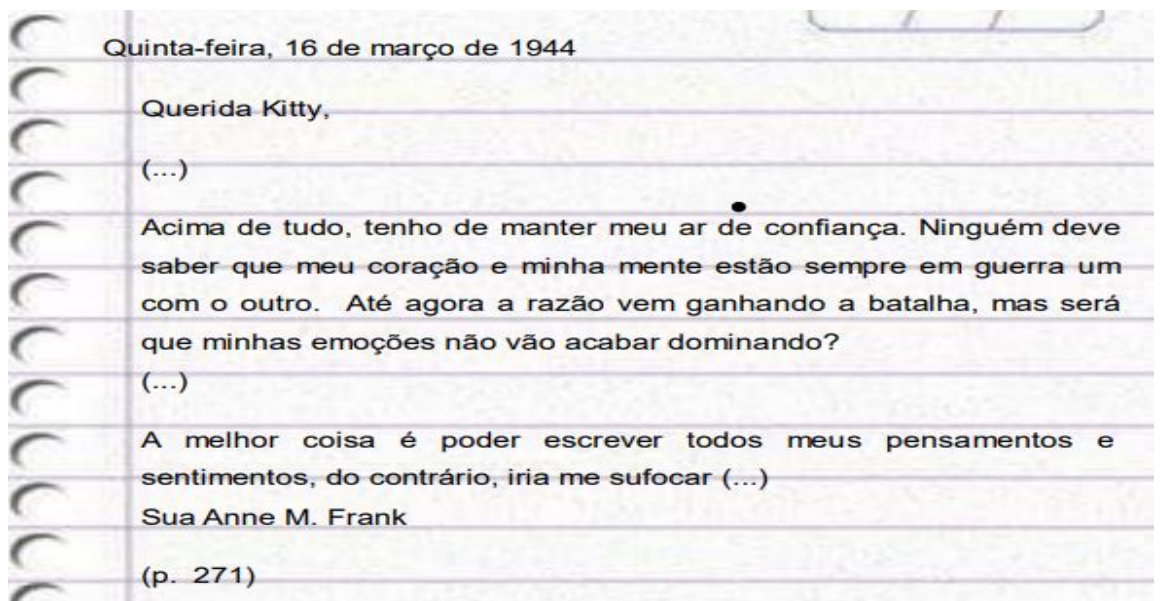 Quinta-feira, 16 de março de 1944
Querida Kitty,
(...)
Acima de tudo, tenho de manter meu ar de confiança. Ninguém deve
saber que meu coração e minha mente estão sempre em guerra um
com o outro. Até agora a razão vem ganhando a batalha, mas será
que minhas emoções não vão acabar dominando?
(...)
A melhor coisa é poder escrever todos meus pensamentos e
sentimentos, do contrário, iria me sufocar (...)
Sua Anne M. Frank
(p. 271)